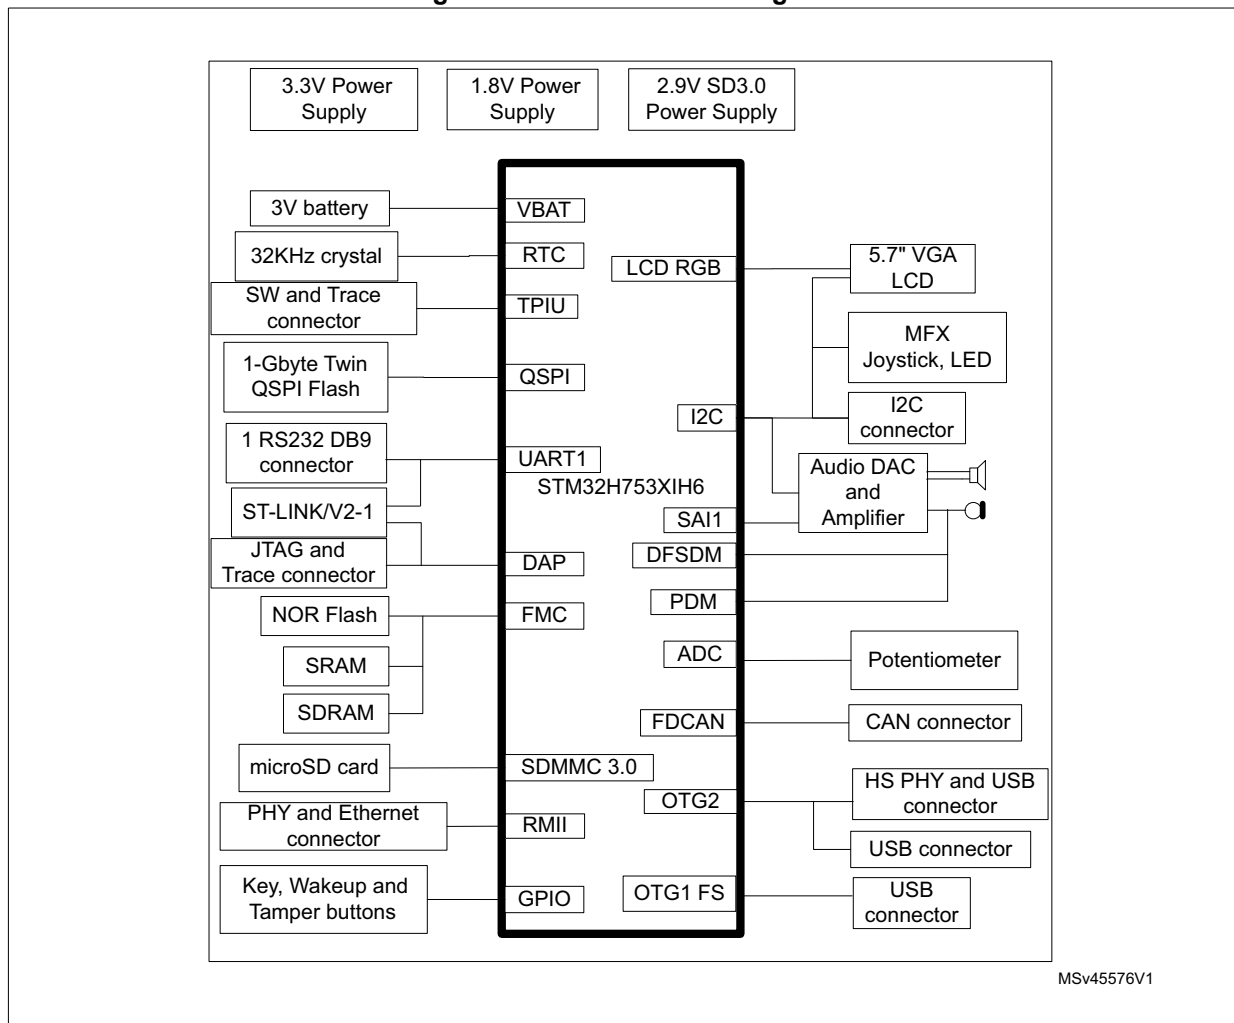 3.3V Power
Supply
1.8V Power
Supply
2.9V SD3.0
Power Supply
3V battery
VBAT
32KHz crystal
RTC
SW and Trace
connector
TPIU
1-Gbyte Twin
QSPI Flash
QSPI
1 RS232 DB9
connector
UART1
STM32H753XIH6
ST-LINK/V2-1
JTAG and
Trace connector
DAP
NOR Flash
FMC
SRAM
SDRAM
microSD card
SDMMC 3.0
PHY and Ethernet
connector
RMII
Key, Wakeup and
Tamper buttons
GPIO
LCD RGB
5.7" VGA
LCD
MFX
Joystick, LED
I2C
I2C
connector
Audio DAC
and
Amplifier
SAI1
DFSDM
PDM
ADC
Potentiometer
FDCAN
CAN connector
OTG2
HS PHY and USB
connector
USB connector
OTG1 FS
USB
connector
MSv45576V1